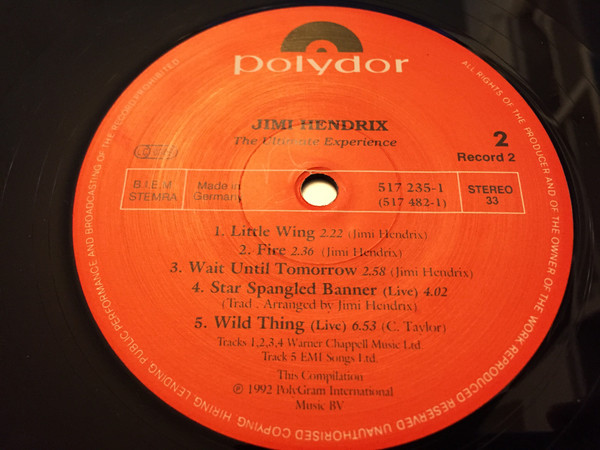 polydor
JIMI HENDRIX
The Ultimate Experience
2
Record 2
B.I.E.M
STEMRA
Made in
Germany
517 235-1
(517 482-1)
STEREO
33
1. Little Wing 2.22 (Jimi Hendrix)
2. Fire 2.36 (Jimi Hendrix)
3. Wait Until Tomorrow 2.58 (Jimi Hendrix)
4. Star Spangled Banner (Live) 4.02
(Trad . Arranged by Jimi Hendrix)
5. Wild Thing (Live) 6.53 (C. Taylor)
Tracks 1,2,3,4 Warner Chappell Music Ltd
Track 5 EMI Songs Ltd.
This Compilation
℗ 1992 PolyGram International
Music BV
ALL RIGHTS OF THE PRODUCER AND OF THE OWNER OF THE WORK REPRODUCED RESERVED UNAUTHORISED COPYING HIRING LENDING PUBLIC PERFORMANCE AND BROADCASTING OF THE RECORD PROHIBITED